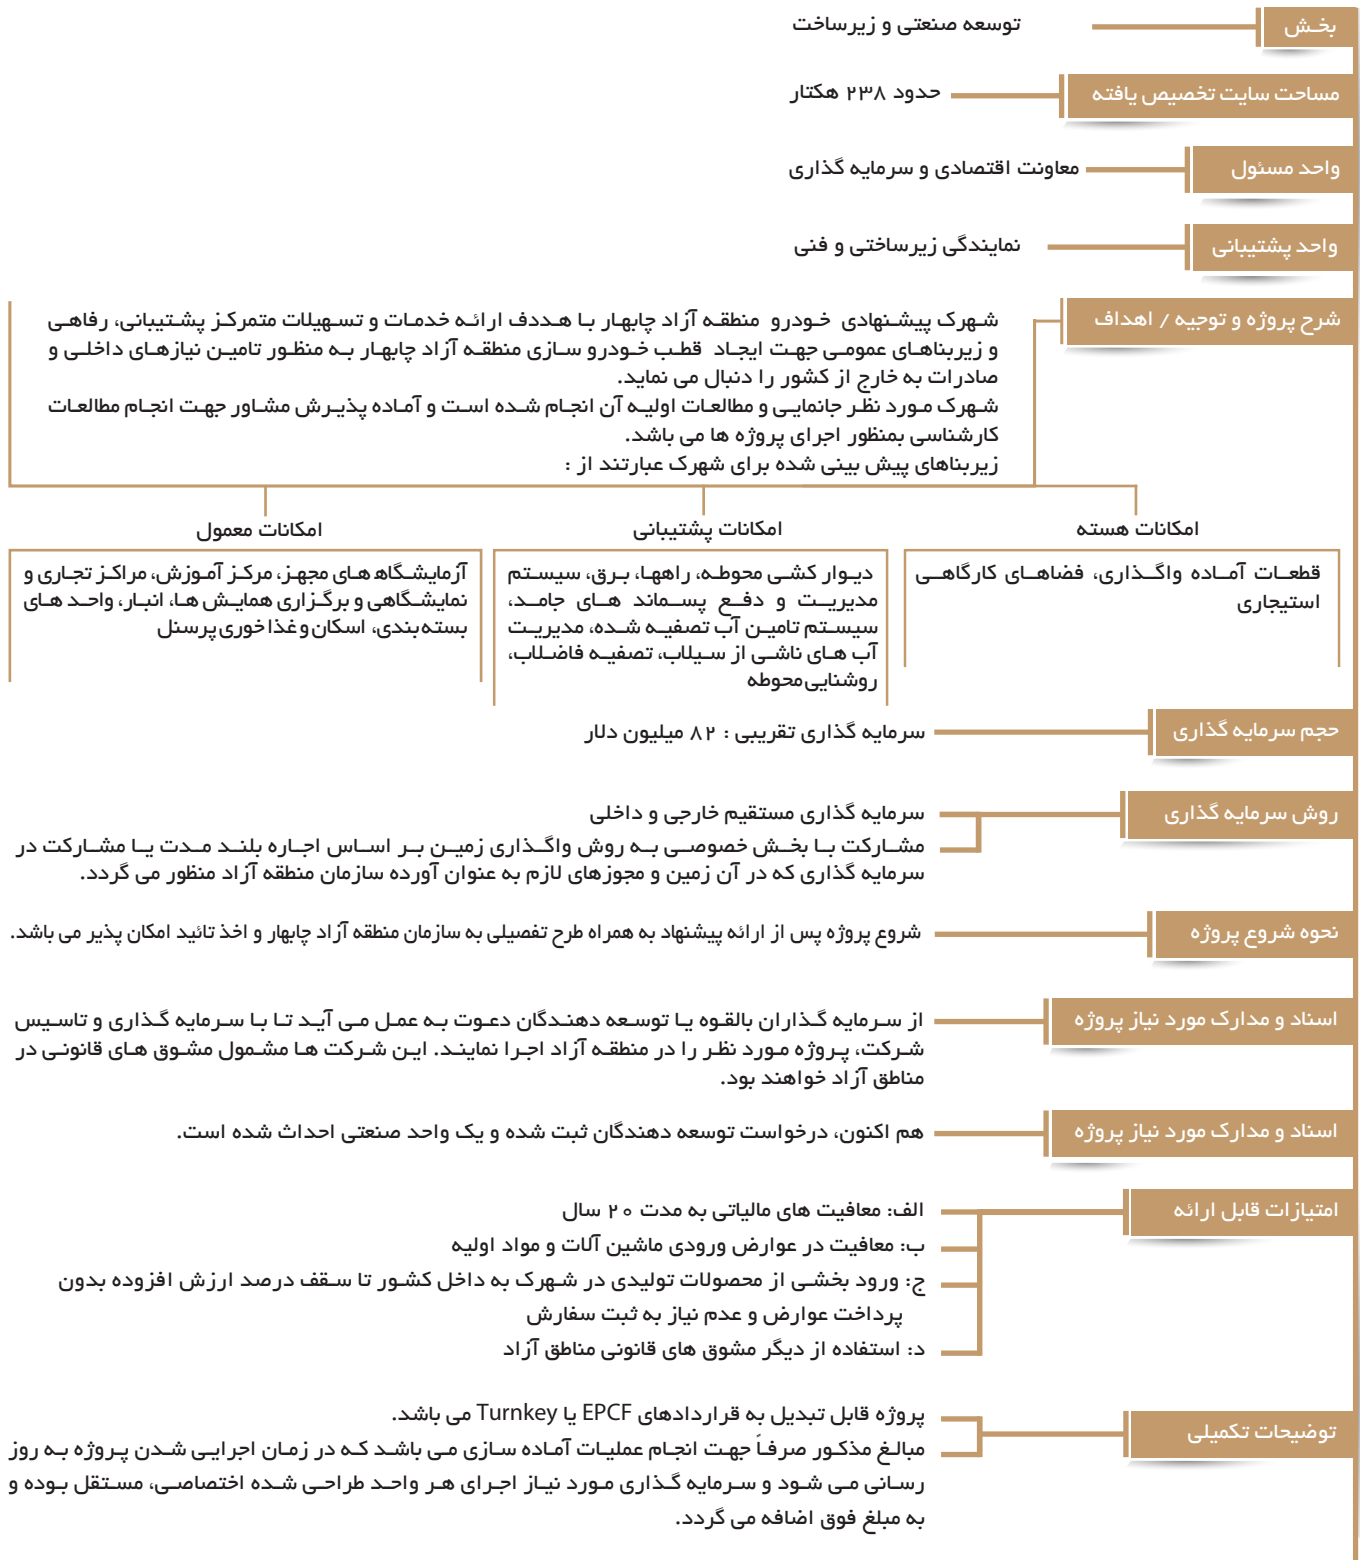 بخش
توسعه صنعتی و زیرساخت
مساحت سایت تخصیص یافته
حدود ۲۳۸ هکتار
واحد مسئول
معاونت اقتصادی و سرمایه گذاری
واحد پشتیبانی
نمایندگی زیرساختی و فنی
شرح پروژه و توجیه / اهداف
شهرک پیشنهادی خودرو منطقه آزاد چابهار با هددف ارائه خدمات و تسهیلات متمرکز پشتیبانی، رفاهی
و زیربناهای عمومی جهت ایجاد قطب خودرو سازی منطقه آزاد چابهار به منظور تامین نیازهای داخلی و
صادرات به خارج از کشور را دنبال می نماید.
شهرک مورد نظر جانمایی و مطالعات اولیه آن انجام شده است و آماده پذیرش مشاور جهت انجام مطالعات
کارشناسی بمنظور اجرای پروژه ها می باشد.
زیربناهای پیش بینی شده برای شهرک عبارتند از :
امکانات هسته
قطعات آماده واگذاری، فضاهای کارگاهی
استیجاری
امکانات پشتیبانی
دیوار کشی محوطه، راهها، برق، سیستم
مدیریت و دفع پسماند های جامد،
سیستم تامین آب تصفیه شده، مدیریت
آب های ناشی از سیلاب، تصفیه فاضلاب،
روشنایی محوطه
امکانات معمول
آزمایشگاه های مجهز، مرکز آموزش، مراکز تجاری و
نمایشگاهی و برگزاری همایش ها، انبار، واحد های
بسته بندی، اسکان و غذا خوری پرسنل
حجم سرمایه گذاری
سرمایه گذاری تقریبی : ۸۲ میلیون دلار
روش سرمایه گذاری
سرمایه گذاری مستقیم خارجی و داخلی
مشارکت با بخش خصوصی به روش واگذاری زمین بر اساس اجاره بلند مدت یا مشارکت در
سرمایه گذاری که در آن زمین و مجوزهای لازم به عنوان آورده سازمان منطقه آزاد منظور می گردد.
نحوه شروع پروژه
شروع پروژه پس از ارائه پیشنهاد به همراه طرح تفصیلی به سازمان منطقه آزاد چابهار و اخذ تائید امکان پذیر می باشد.
اسناد و مدارک مورد نیاز پروژه
از سرمایه گذاران بالقوه یا توسعه دهندگان دعوت به عمل می آید تا با سرمایه گذاری و تاسیس
شرکت، پروژه مورد نظر را در منطقه آزاد اجرا نمایند. این شرکت ها مشمول مشوق های قانونی در
مناطق آزاد خواهند بود.
اسناد و مدارک مورد نیاز پروژه
هم اکنون، درخواست توسعه دهندگان ثبت شده و یک واحد صنعتی احداث شده است.
امتیازات قابل ارائه
الف: معافیت های مالیاتی به مدت ۲۰ سال
ب: معافیت در عوارض ورودی ماشین آلات و مواد اولیه
ج: ورود بخشی از محصولات تولیدی در شهرک به داخل کشور تا سقف درصد ارزش افزوده بدون
پرداخت عوارض و عدم نیاز به ثبت سفارش
د: استفاده از دیگر مشوق های قانونی مناطق آزاد
توضیحات تکمیلی
پروژه قابل تبدیل به قراردادهای EPCF یا Turnkey می باشد.
مبالغ مذکور صرفاً جهت انجام عملیات آماده سازی می باشد که در زمان اجرایی شدن پروژه به روز
رسانی می شود و سرمایه گذاری مورد نیاز اجرای هر واحد طراحی شده اختصاصی، مستقل بوده و
به مبلغ فوق اضافه می گردد.